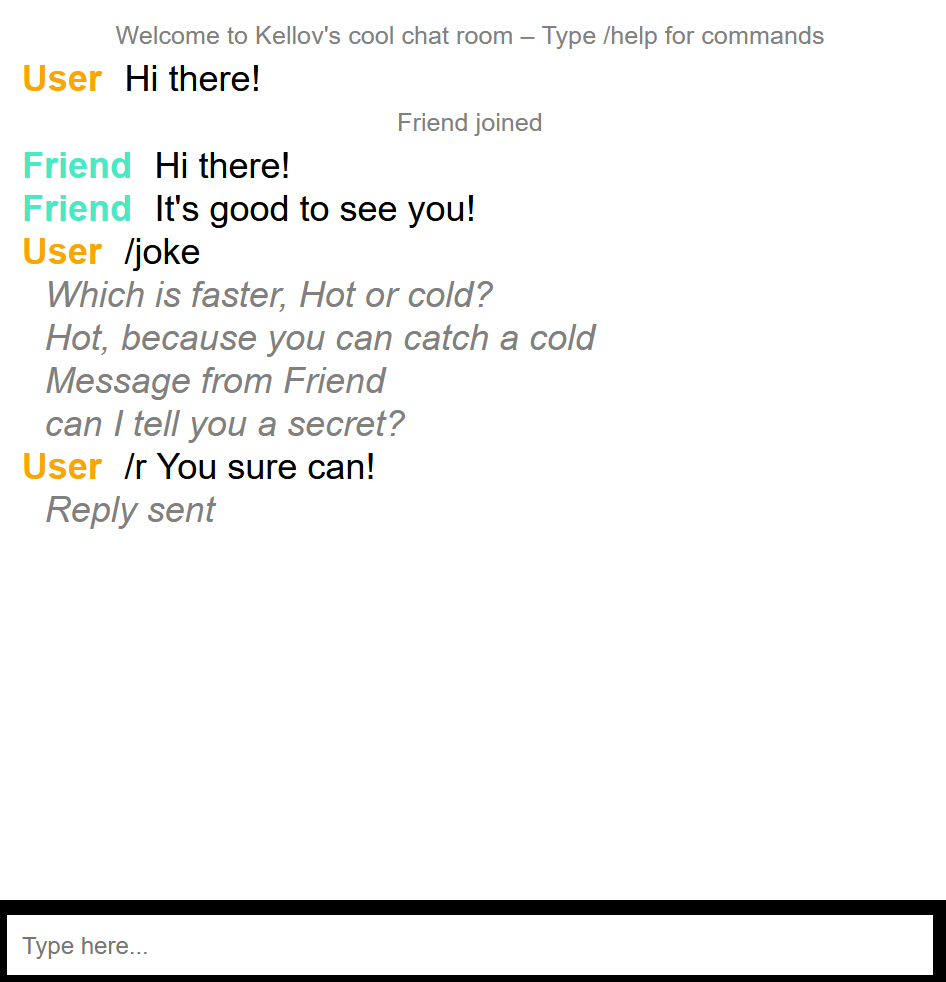 Welcome to Kellov's cool chat room – Type /help for commands
User Hi there!
Friend joined
Friend Hi there!
Friend It's good to see you!
User /joke
Which is faster, Hot or cold?
Hot, because you can catch a cold
Message from Friend
can I tell you a secret?
User /r You sure can!
Reply sent
Type here...